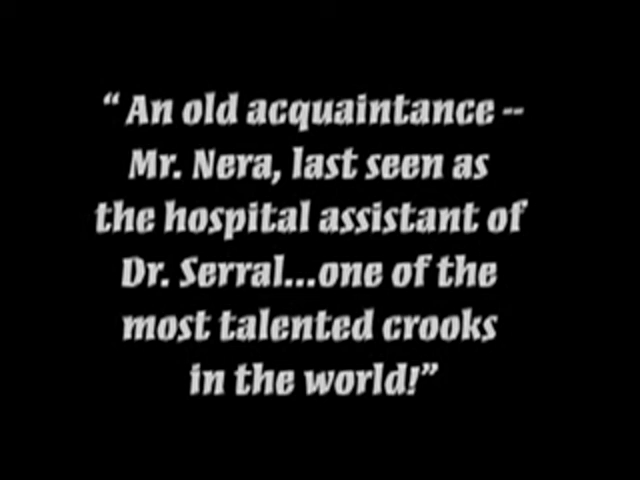 “ An old acquaintance --
Mr. Nera, last seen as
the hospital assistant of
Dr. Serral...one of the
most talented crooks
in the world!”